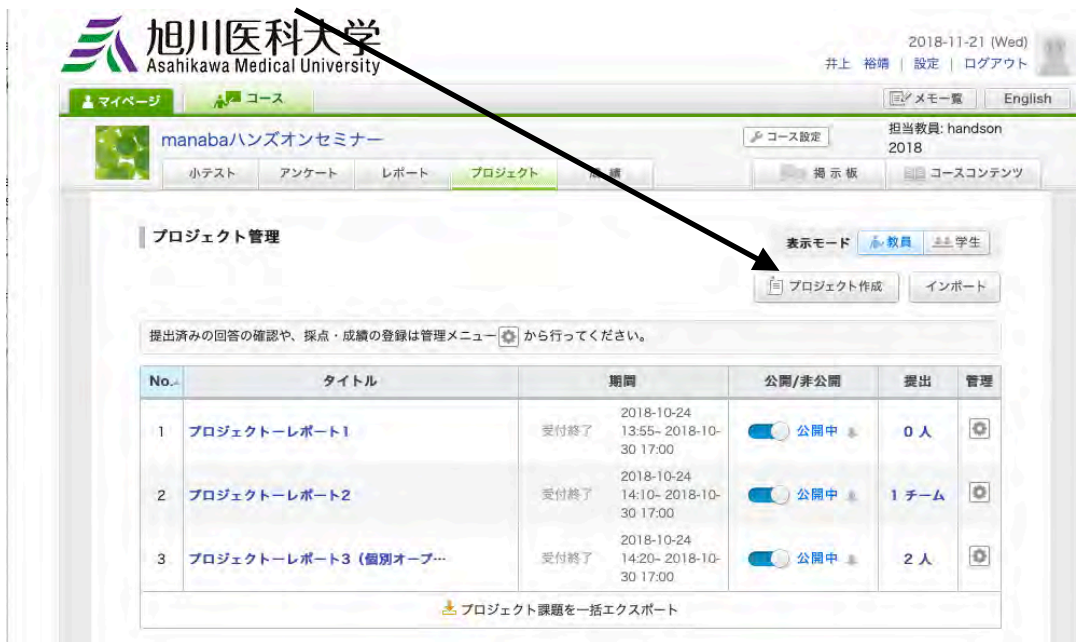 旭川医科大学
Asahikawa Medical University
2018-11-21 (Wed)
井上 裕靖 | 設定 | ログアウト
マイページ コース メモ一覧 English
manabaハンズオンセミナー コース設定 担当教員: handson
2018
小テスト アンケート レポート プロジェクト 成績 掲示板 コースコンテンツ
プロジェクト管理 表示モード 教員 学生
プロジェクト作成 インポート
提出済みの回答の確認や、採点・成績の登録は管理メニュー から行ってください。
No. タイトル 期間 公開/非公開 提出 管理
1 プロジェクトーレポート1 受付終了 2018-10-24
13:55~ 2018-10-
30 17:00 公開中 0 人
2 プロジェクトーレポート2 受付終了 2018-10-24
14:10~ 2018-10-
30 17:00 公開中 1 チーム
3 プロジェクトーレポート3（個別オープ… 受付終了 2018-10-24
14:20~ 2018-10-
30 17:00 公開中 2 人
プロジェクト課題を一括エクスポート